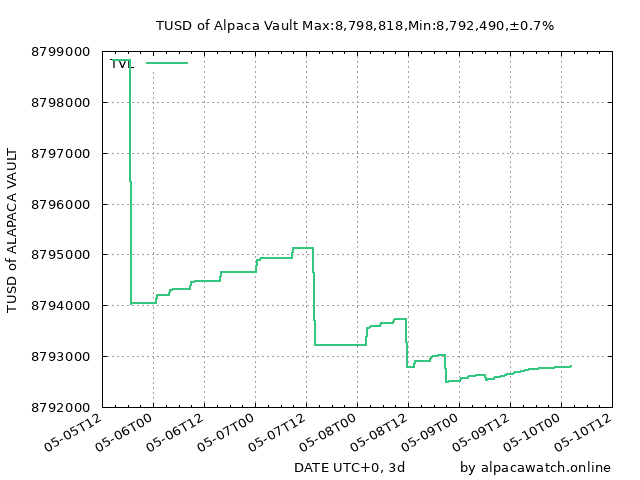 TUSD of Alpaca Vault Max:8,798,818,Min:8,792,490,±0.7%
8799000
TVL
8798000
8797000
8796000
8795000
8794000
8793000
8792000
TUSD of ALAPACA VAULT
05-05T12
05-06T00
05-06T12
05-07T00
05-07T12
05-08T00
05-08T12
05-09T00
05-09T12
05-10T00
05-10T12
DATE UTC+0, 3d
by alpacawatch.online